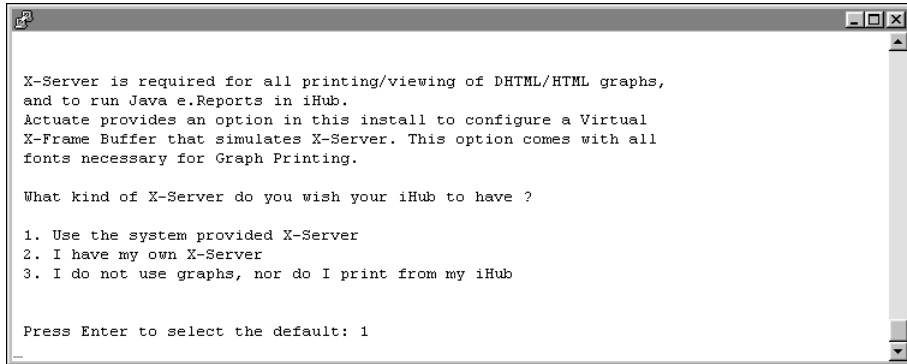 X-Server is required for all printing/viewing of DHTML/HTML graphs,
and to run Java e.Reports in iHub.
Actuate provides an option in this install to configure a Virtual
X-Frame Buffer that simulates X-Server. This option comes with all
fonts necessary for Graph Printing.
What kind of X-Server do you wish your iHub to have ?
1. Use the system provided X-Server
2. I have my own X-Server
3. I do not use graphs, nor do I print from my iHub
Press Enter to select the default: 1